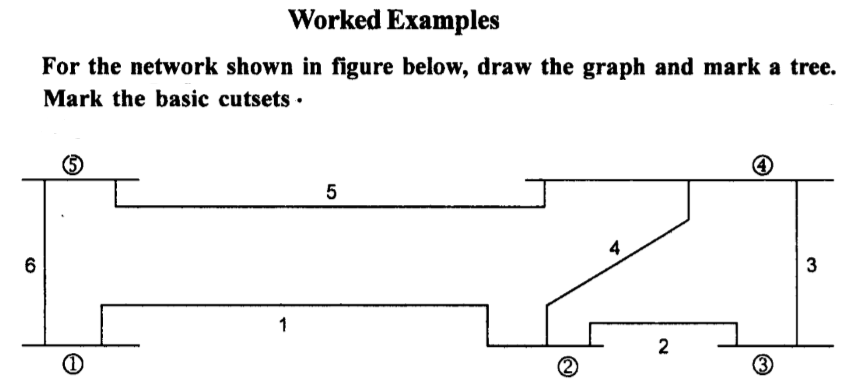 Worked Examples
For the network shown in figure below, draw the graph and mark a tree.
Mark the basic cutsets .
⑤ ④
5
4
6 3
1
2
① ② ③